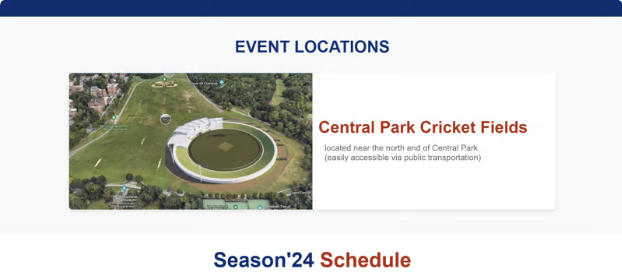 EVENT LOCATIONS
Central Park Cricket Fields
located near the north end of Central Park
(easily accessible via public transportation)
Season'24 Schedule